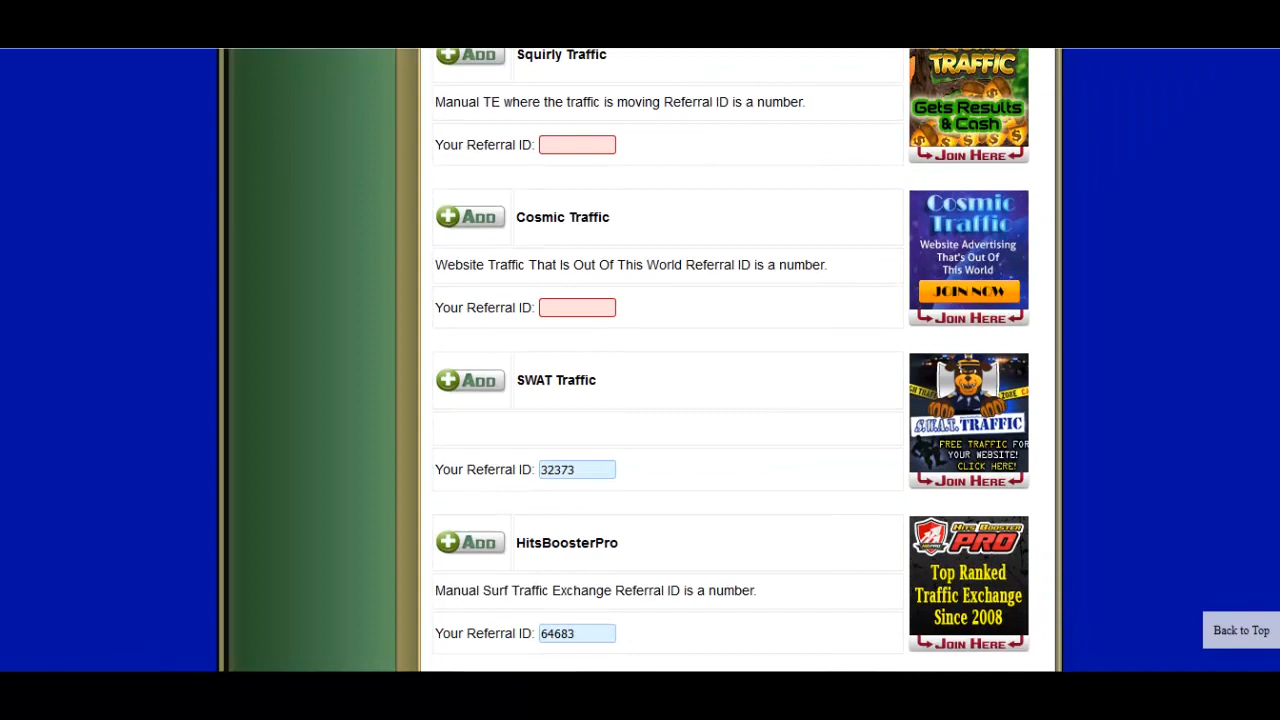 ADD
Squirly Traffic
Manual TE where the traffic is moving Referral ID is a number.
Your Referral ID:
TRAFFIC
Gets Results
& Cash
JOIN HERE
ADD
Cosmic Traffic
Website Traffic That Is Out Of This World Referral ID is a number.
Your Referral ID:
Cosmic
Traffic
Website Advertising
That's Out Of
This World
JOIN NOW
JOIN HERE
ADD
SWAT Traffic
Your Referral ID: 32373
S.W.A.T. TRAFFIC
FREE TRAFFIC FOR
YOUR WEBSITE!
CLICK HERE!
JOIN HERE
ADD
HitsBoosterPro
Manual Surf Traffic Exchange Referral ID is a number.
Your Referral ID: 64683
HITS BOOSTER
PRO
Top Ranked
Traffic Exchange
Since 2008
JOIN HERE
Back to Top